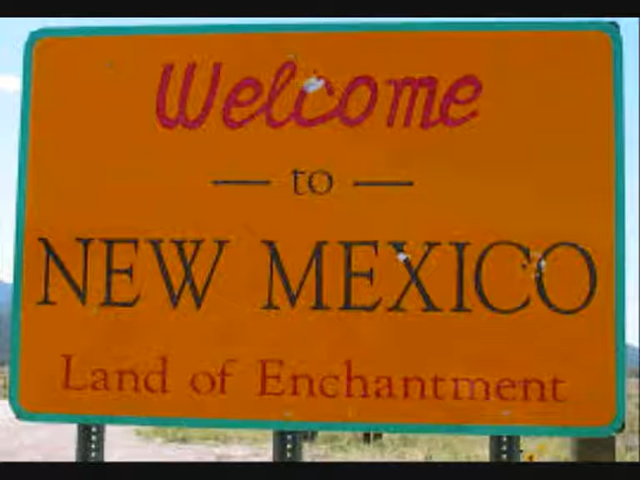 Welcome
— to —
NEW MEXICO
Land of Enchantment